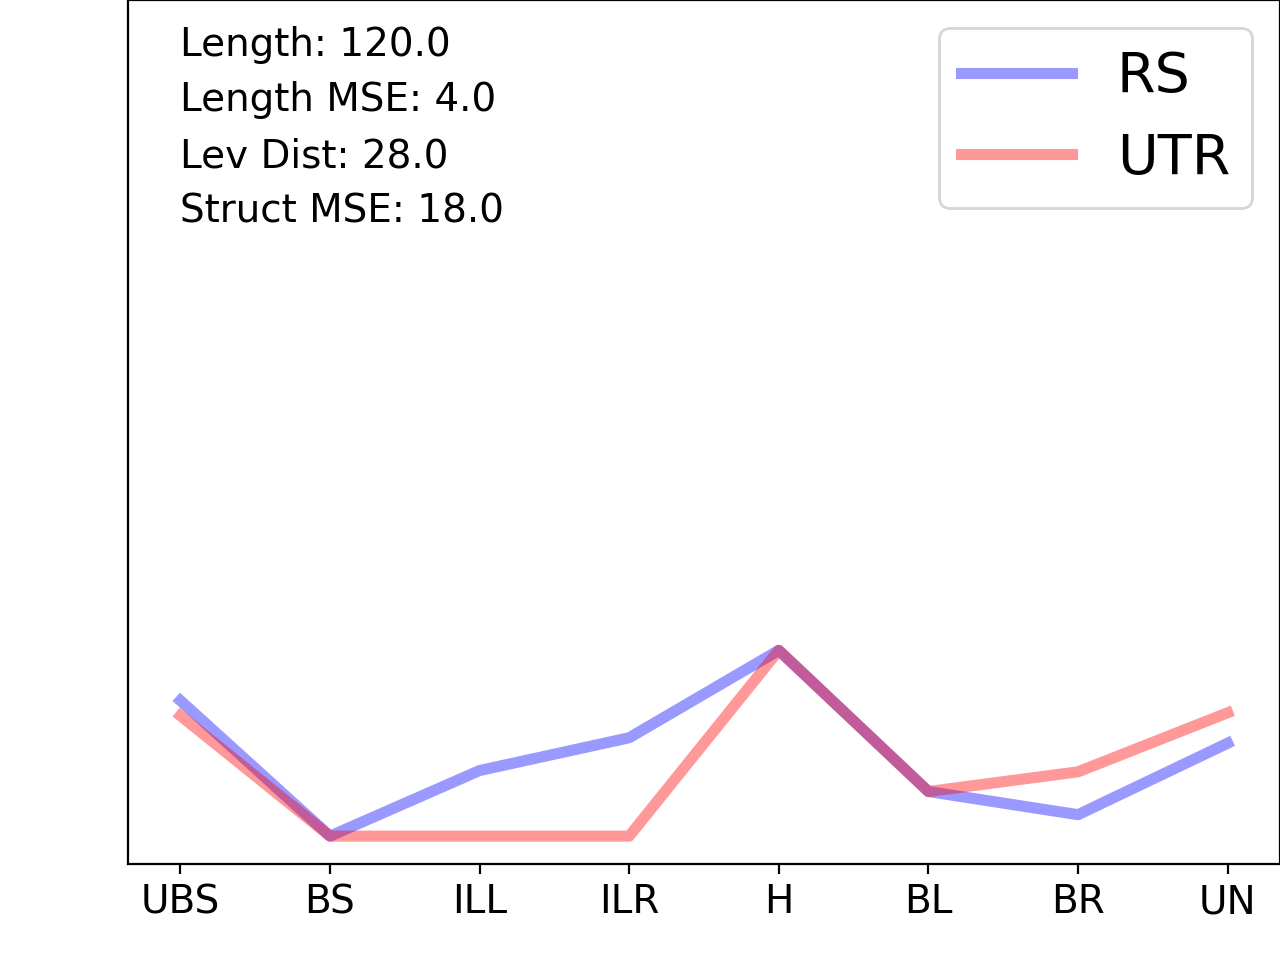 Length: 120.0
Length MSE: 4.0
Lev Dist: 28.0
Struct MSE: 18.0
RS
UTR
UBS BS ILL ILR H BL BR UN